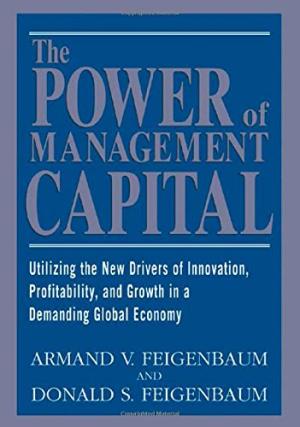 The
POWER of
MANAGEMENT
CAPITAL
Utilizing the New Drivers of Innovation,
Profitability, and Growth in a
Demanding Global Economy
ARMAND V. FEIGENBAUM
AND
DONALD S. FEIGENBAUM